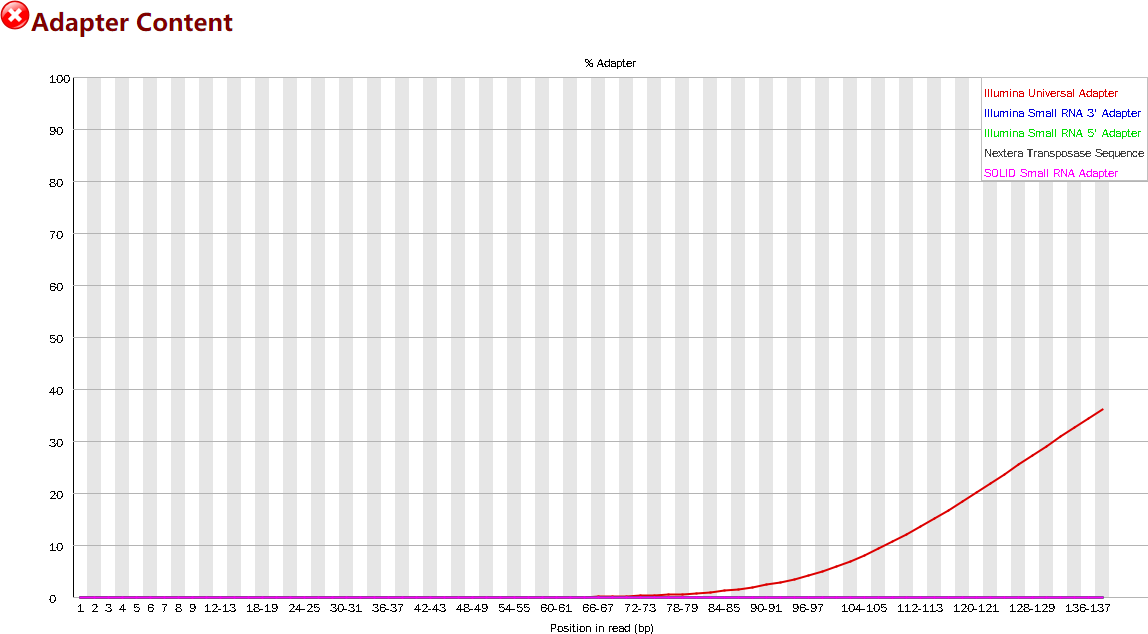 Adapter Content
% Adapter
100
90
80
70
60
50
40
30
20
10
0
Illumina Universal Adapter
Illumina Small RNA 3' Adapter
Illumina Small RNA 5' Adapter
Nextera Transposase Sequence
SOLID Small RNA Adapter
1 2 3 4 5 6 7 8 9 12-13 18-19 24-25 30-31 36-37 42-43 48-49 54-55 60-61 66-67 72-73 78-79 84-85 90-91 96-97 104-105 112-113 120-121 128-129 136-137
Position in read (bp)